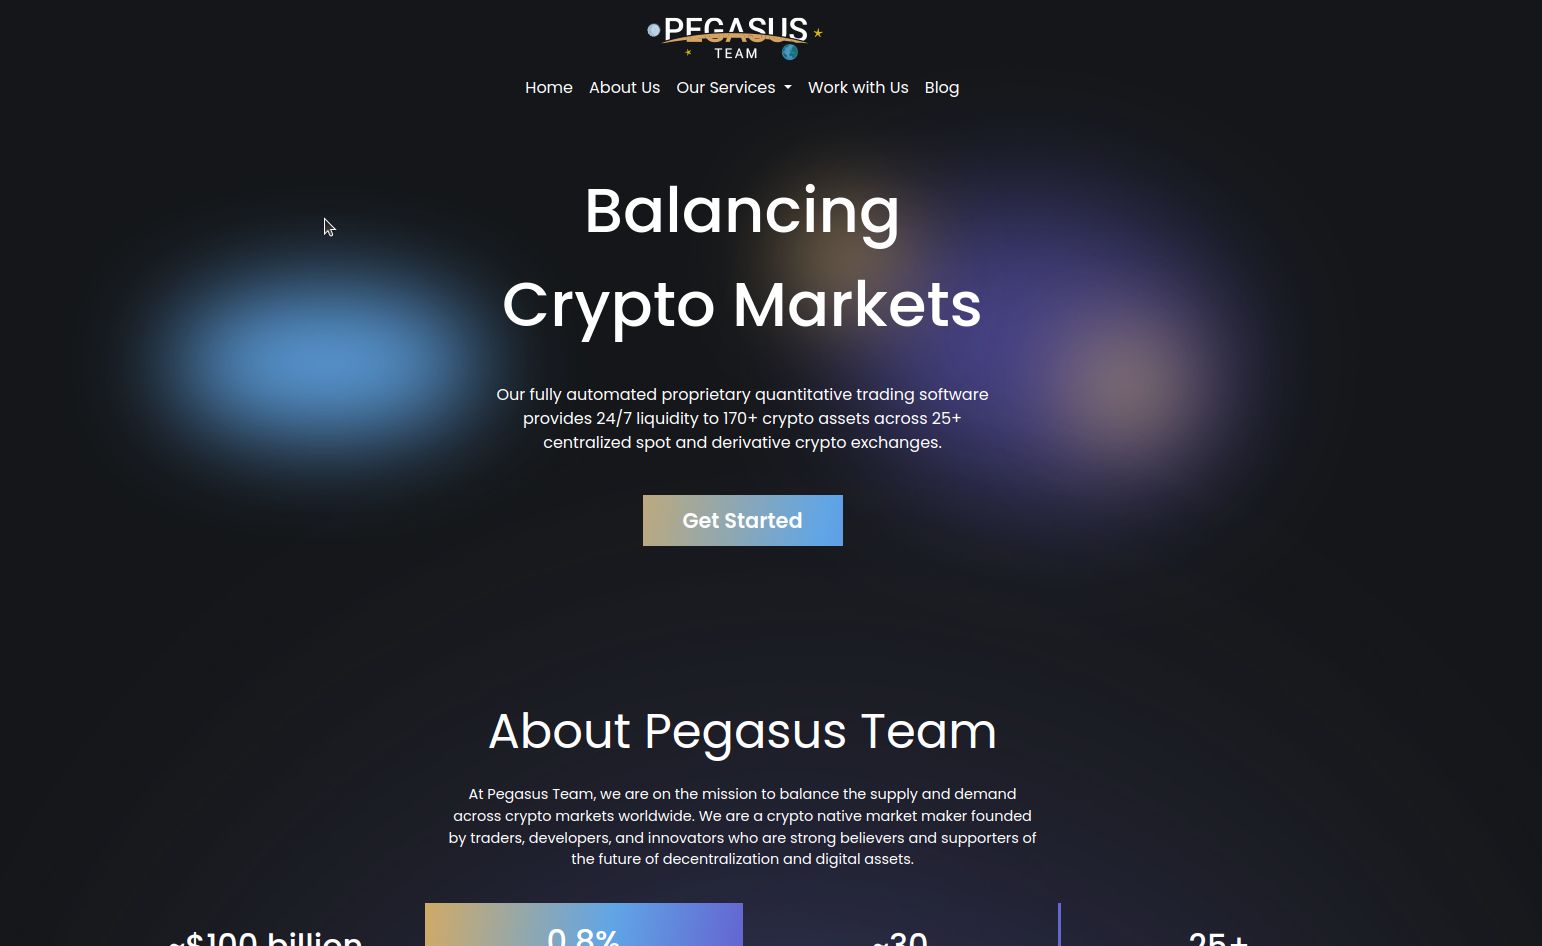 PEGASUS
TEAM
Home About Us Our Services Work with Us Blog
Balancing
Crypto Markets
Our fully automated proprietary quantitative trading software
provides 24/7 liquidity to 170+ crypto assets across 25+
centralized spot and derivative crypto exchanges.
Get Started
About Pegasus Team
At Pegasus Team, we are on the mission to balance the supply and demand
across crypto markets worldwide. We are a crypto native market maker founded
by traders, developers, and innovators who are strong believers and supporters of
the future of decentralization and digital assets.
~$100 billion 0.8% ~30 25+